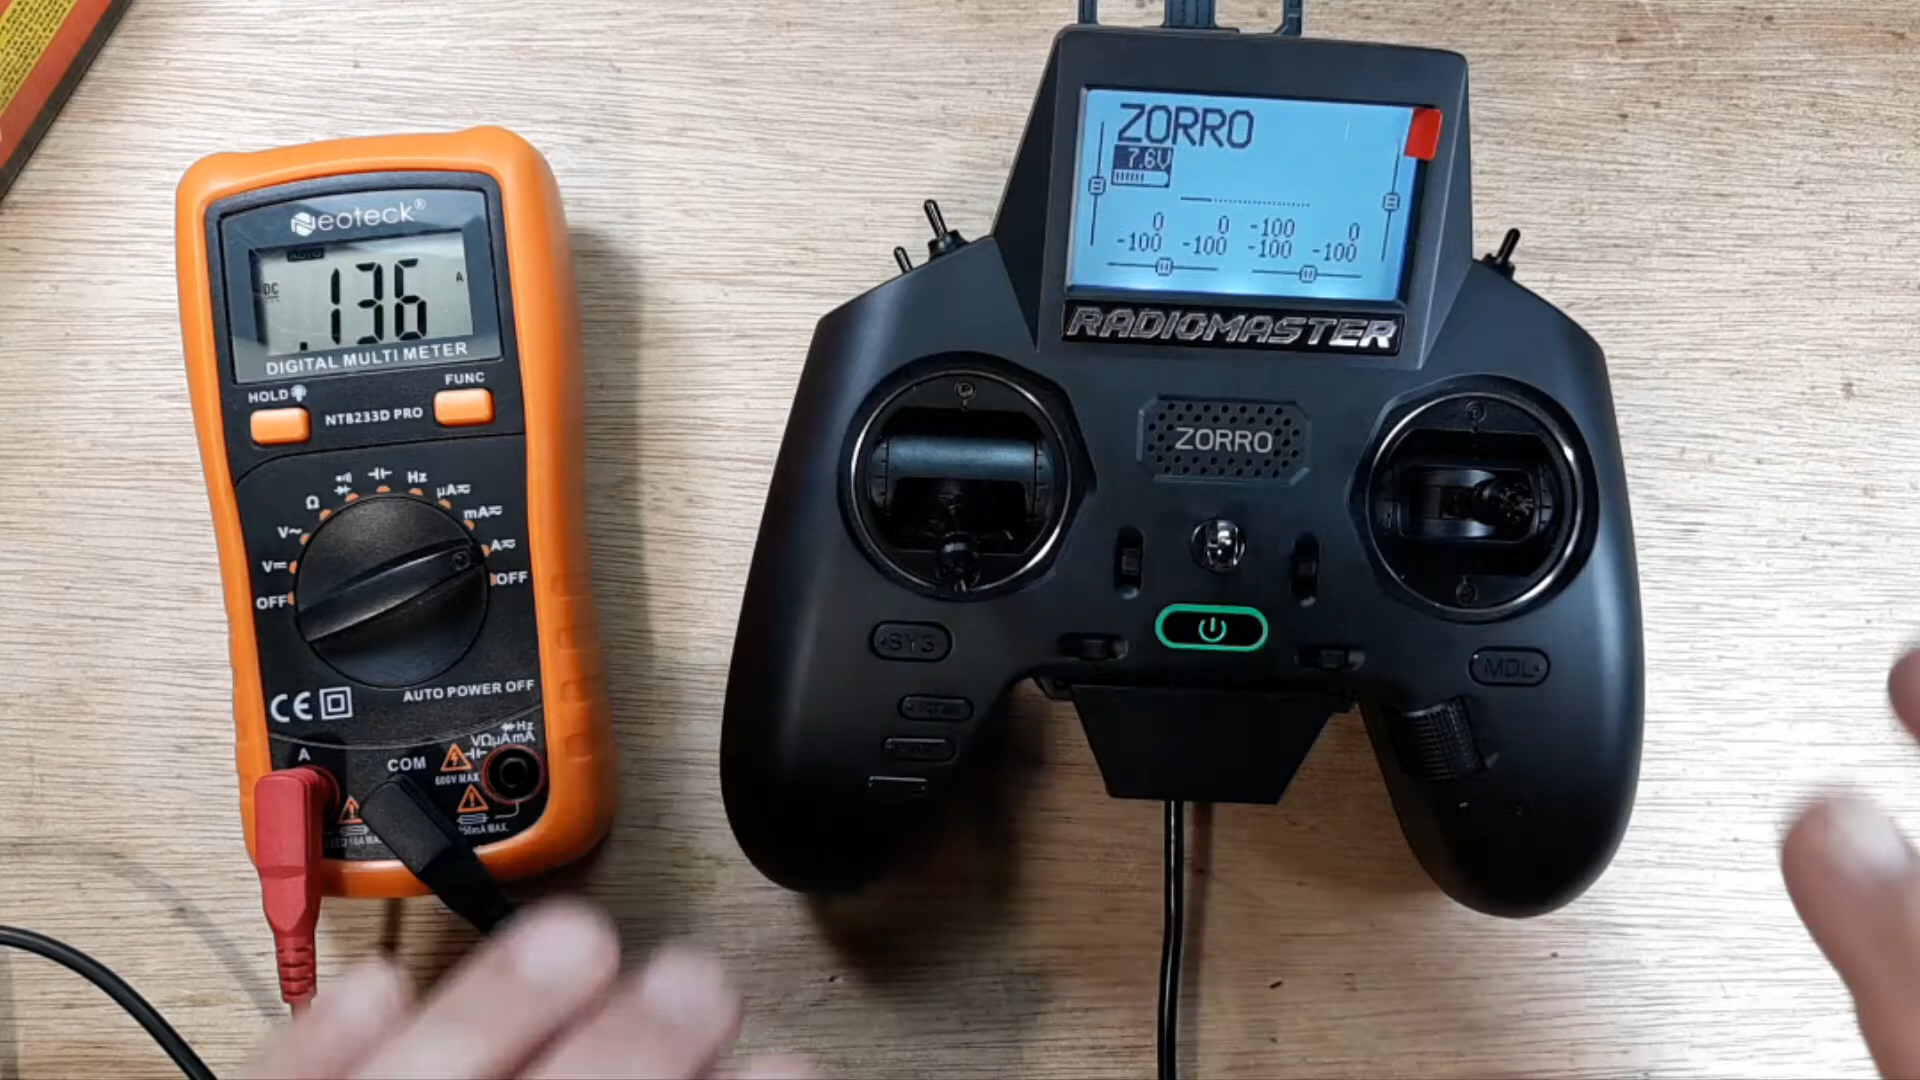 Neoteck®
AUTO
DC
.136
A
DIGITAL MULTI METER
HOLD
FUNC
NT8233D PRO
Hz
Ω
µA
mA
V~
A
V
OFF
OFF
AUTO POWER OFF
CE
A
COM
Hz
VΩµAmA
600V MAX
ZORRO
7.6V
0 0 -100 0
-100 -100 -100 -100
RADIOMASTER
ZORRO
SYS
MDL